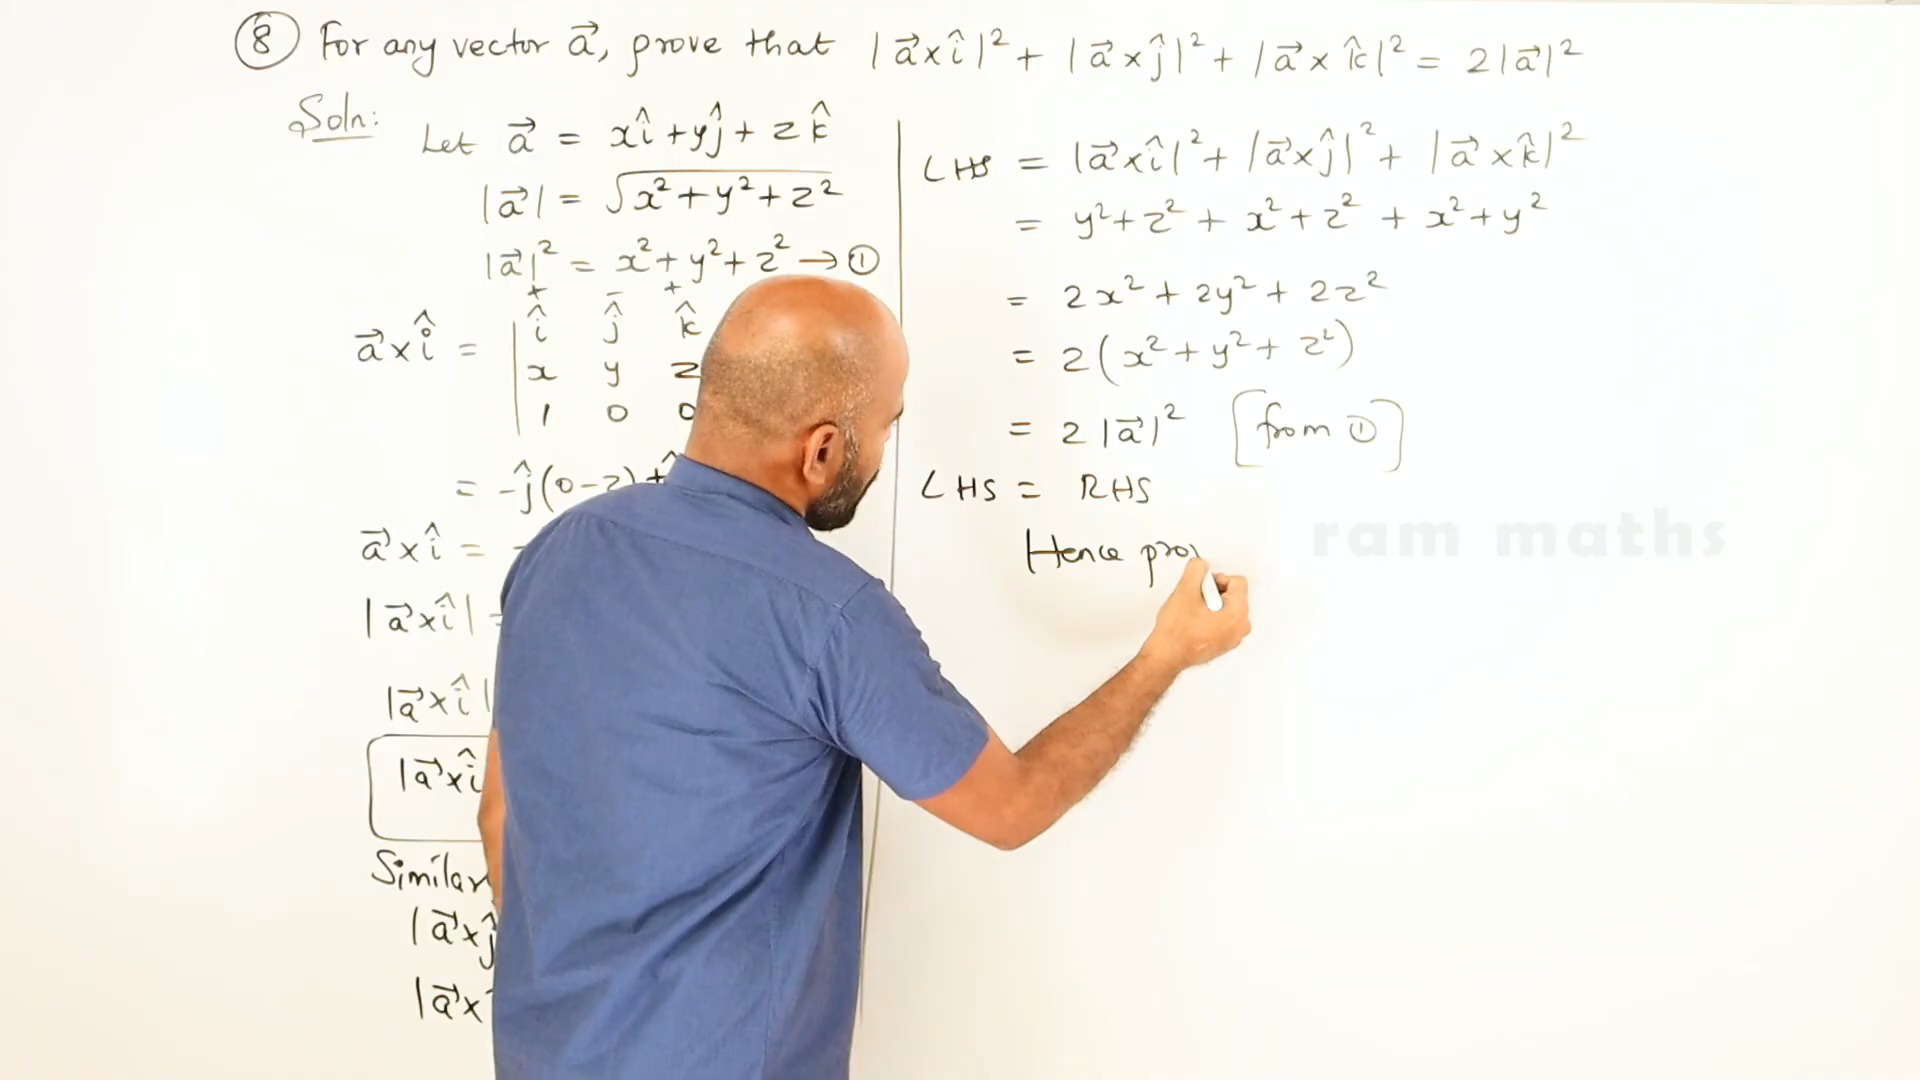 ⑧ For any vector a⃗, prove that |a⃗×î|² + |a⃗×ĵ|² + |a⃗×k̂|² = 2|a⃗|²
Soln:
Let a⃗ = xî+yĵ+zk̂
|a⃗| = √x²+y²+z²
|a⃗|² = x²+y²+z² → ①
+ − +
a⃗×î = | î ĵ k̂
x y z
1 0 0
= -ĵ(0-z)+
a⃗×î =
|a⃗×î| =
|a⃗×î|
|a⃗×î
|a⃗×ĵ
|a⃗×
LHS = |a⃗×î|² + |a⃗×ĵ|² + |a⃗×k̂|²
= y²+z² + x²+z² + x²+y²
= 2x²+2y²+2z²
= 2(x²+y²+z²)
= 2|a⃗|² [from ①]
LHS = RHS
Hence prov
ram maths